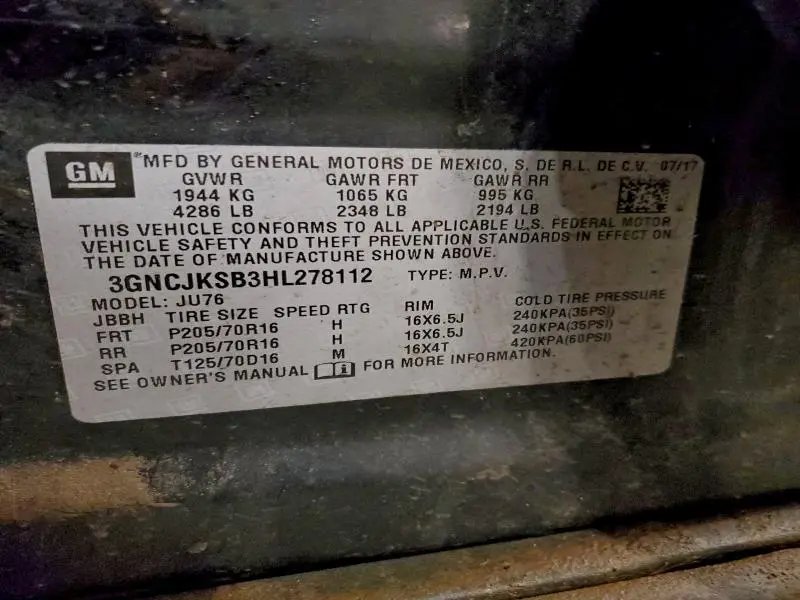 GM *MFD BY GENERAL MOTORS DE MEXICO, S. DE R.L. DE C.V. 07/17
GVWR GAWR FRT GAWR RR
1944 KG 1065 KG 995 KG
4286 LB 2348 LB 2194 LB
THIS VEHICLE CONFORMS TO ALL APPLICABLE U.S. FEDERAL MOTOR
VEHICLE SAFETY AND THEFT PREVENTION STANDARDS IN EFFECT ON
THE DATE OF MANUFACTURE SHOWN ABOVE.
3GNCJKSB3HL278112 TYPE: M.P.V.
MODEL: JU76
JBBH TIRE SIZE SPEED RTG RIM COLD TIRE PRESSURE
FRT P205/70R16 H 16X6.5J 240KPA(35PSI)
RR P205/70R16 H 16X6.5J 240KPA(35PSI)
SPA T125/70D16 M 16X4T 420KPA(60PSI)
SEE OWNER'S MANUAL i FOR MORE INFORMATION.